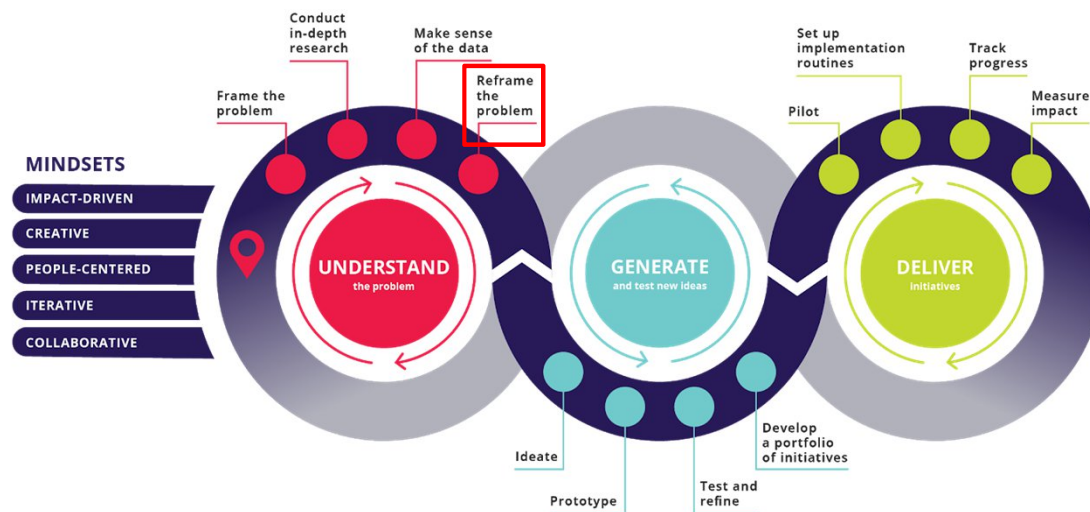 Conduct
in-depth
research
Make sense
of the data
Frame the
problem
Reframe
the
problem
Set up
implementation
routines
Track
progress
Pilot
Measure
impact
MINDSETS
IMPACT-DRIVEN
CREATIVE
PEOPLE-CENTERED
ITERATIVE
COLLABORATIVE
UNDERSTAND
the problem
GENERATE
and test new ideas
DELIVER
initiatives
Ideate
Prototype
Test and
refine
Develop
a portfolio
of initiatives